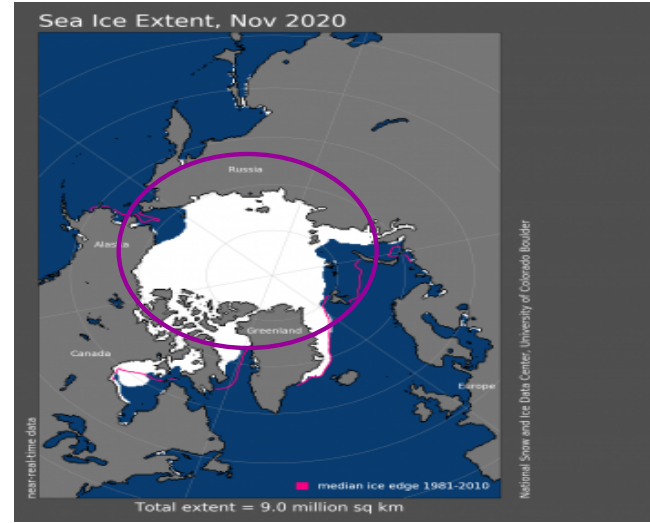 Sea Ice Extent, Nov 2020
Russia
Alaska
Greenland
Canada
Europe
median ice edge 1981-2010
near-real-time data
Total extent = 9.0 million sq km
National Snow and Ice Data Center, University of Colorado Boulder